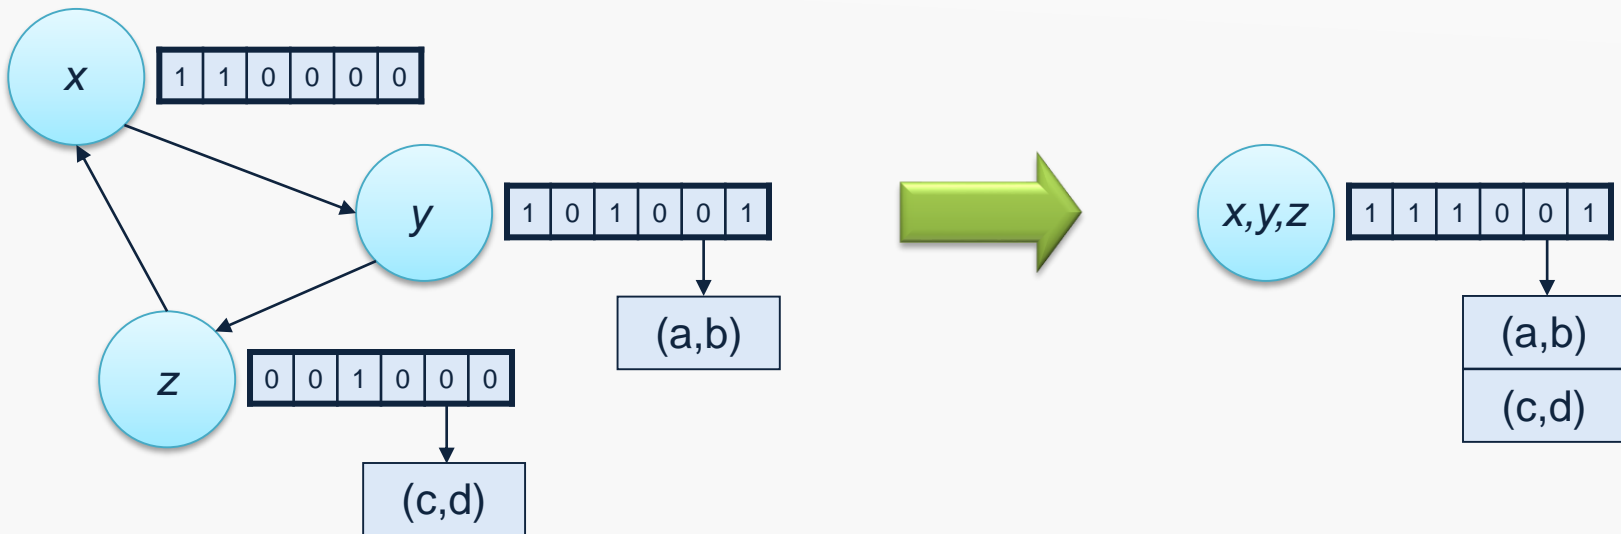 x
1 1 0 0 0 0
y
1 0 1 0 0 1
(a,b)
z
0 0 1 0 0 0
(c,d)
x,y,z
1 1 1 0 0 1
(a,b)
(c,d)